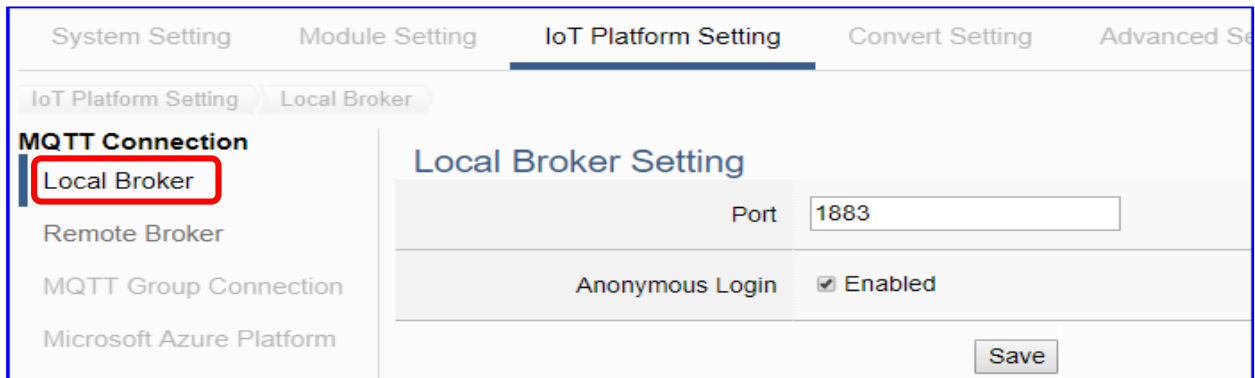 System Setting Module Setting IoT Platform Setting Convert Setting Advanced Se
IoT Platform Setting Local Broker
MQTT Connection
Local Broker
Remote Broker
MQTT Group Connection
Microsoft Azure Platform
Local Broker Setting
Port 1883
Anonymous Login Enabled
Save